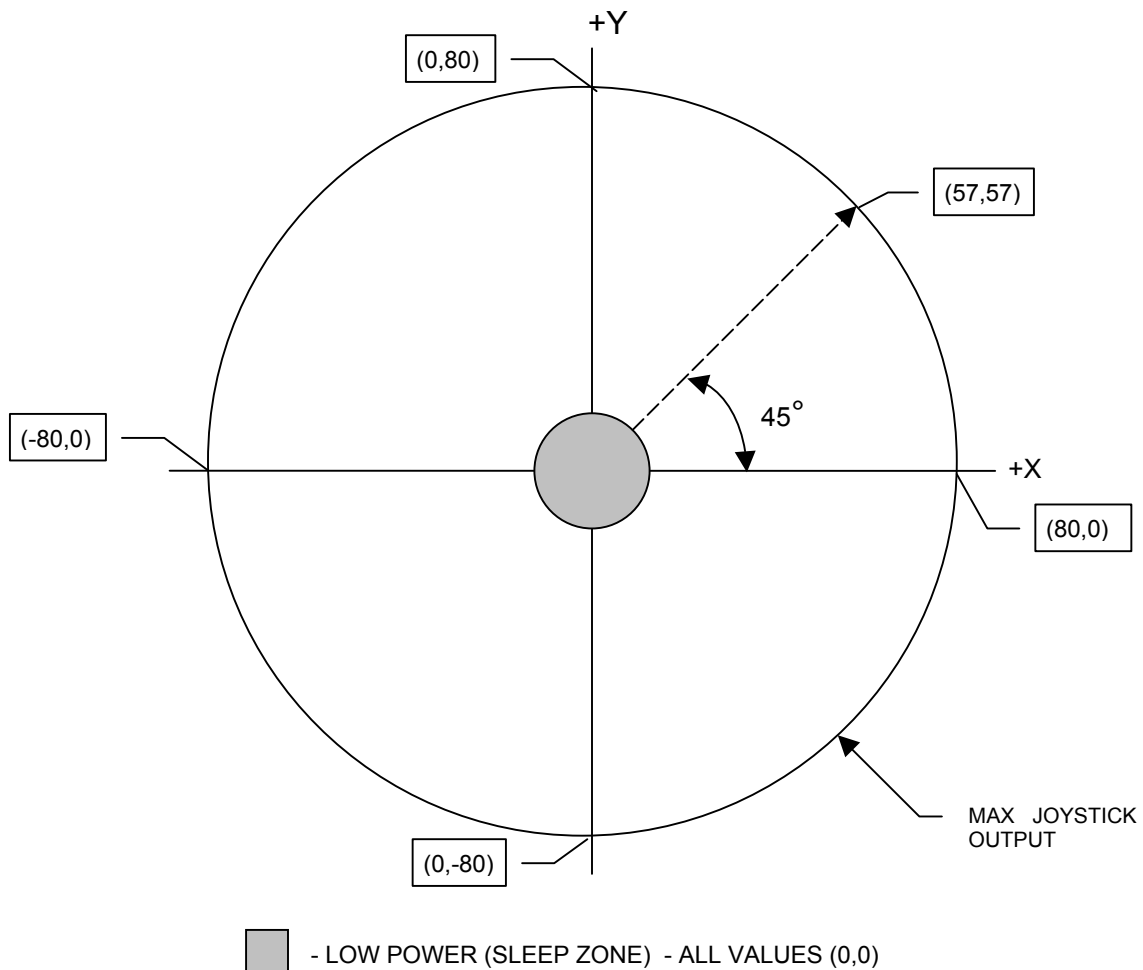 +Y
(0,80)
(57,57)
45°
(-80,0)
+X
(80,0)
MAX JOYSTICK
OUTPUT
(0,-80)
- LOW POWER (SLEEP ZONE) - ALL VALUES (0,0)